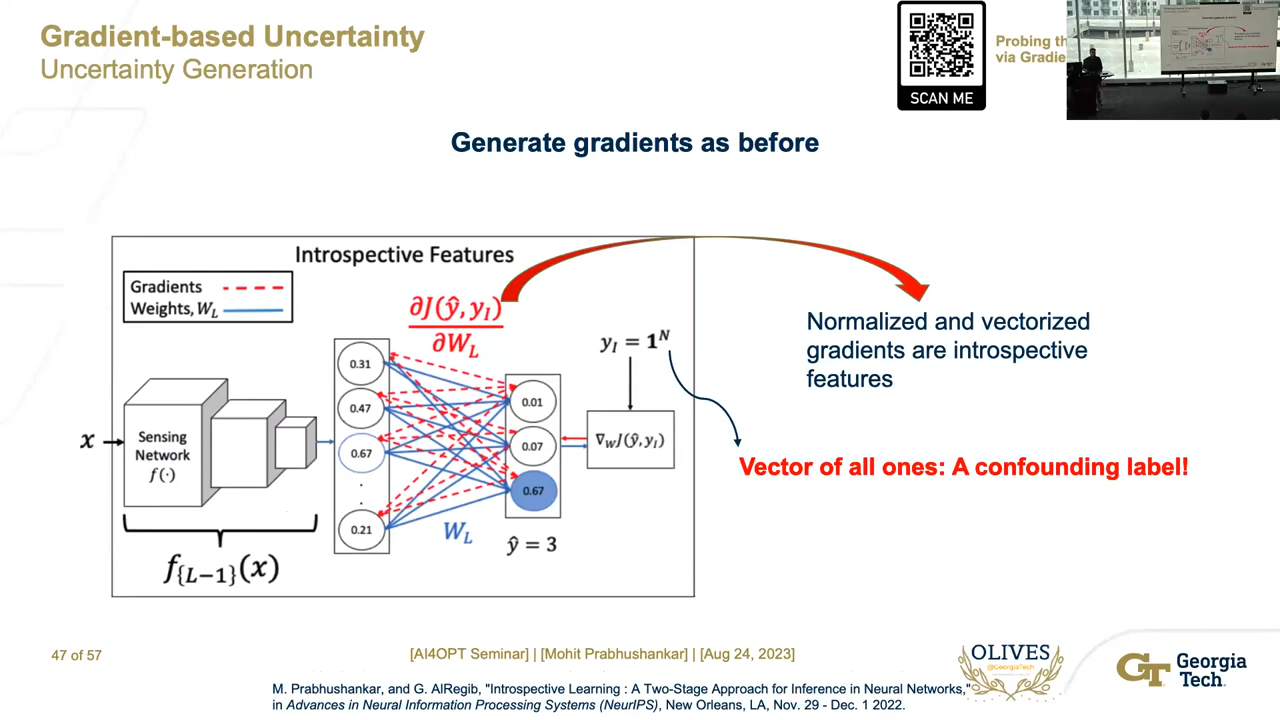 Gradient-based Uncertainty
Uncertainty Generation
SCAN ME
Probing th
via Gradie
Generate gradients as before
Introspective Features
Gradients
Weights, W_L
∂J(ŷ, y_I)
∂W_L
y_I = 1^N
0.31
0.47
0.67
.
.
0.21
0.01
0.07
0.67
∇_W J(ŷ, y_I)
x
Sensing
Network
f(·)
W_L
ŷ = 3
f_{L−1}(x)
Normalized and vectorized
gradients are introspective
features
Vector of all ones: A confounding label!
47 of 57
[AI4OPT Seminar] | [Mohit Prabhushankar] | [Aug 24, 2023]
OLIVES
@GeorgiaTech
GT
Georgia
Tech
M. Prabhushankar, and G. AlRegib, "Introspective Learning : A Two-Stage Approach for Inference in Neural Networks,"
in Advances in Neural Information Processing Systems (NeurIPS), New Orleans, LA, Nov. 29 - Dec. 1 2022.